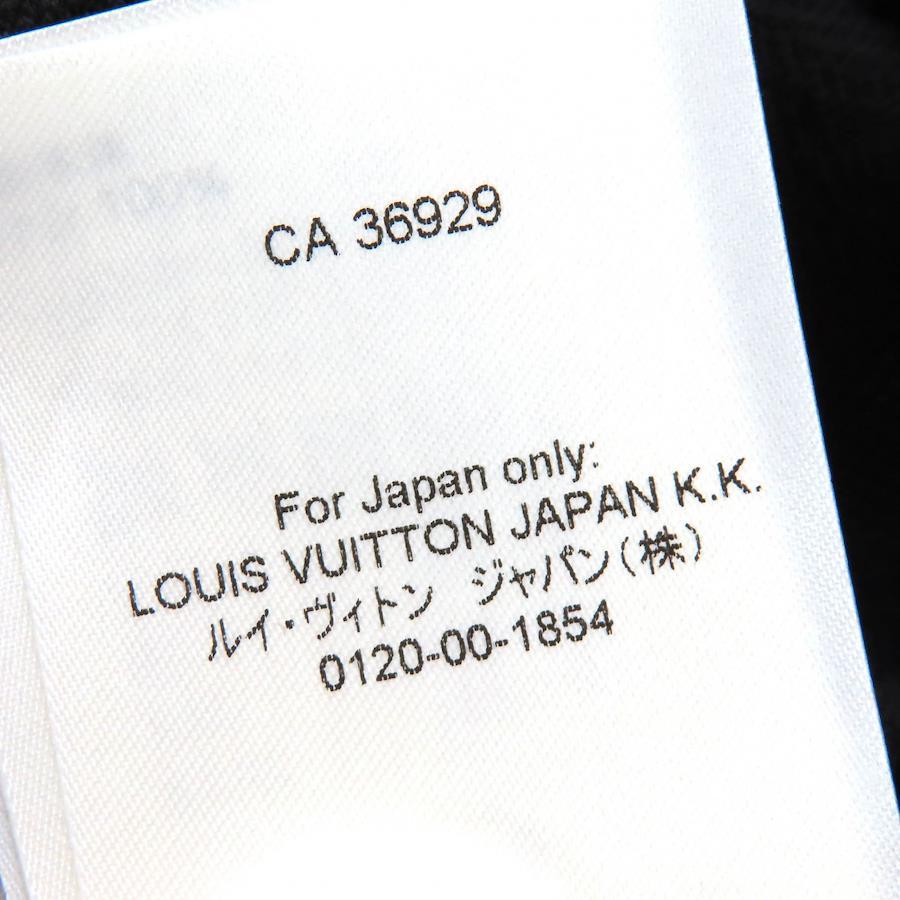 CA 36929
For Japan only:
LOUIS VUITTON JAPAN K.K.
ルイ・ヴィトン ジャパン(株)
0120-00-1854